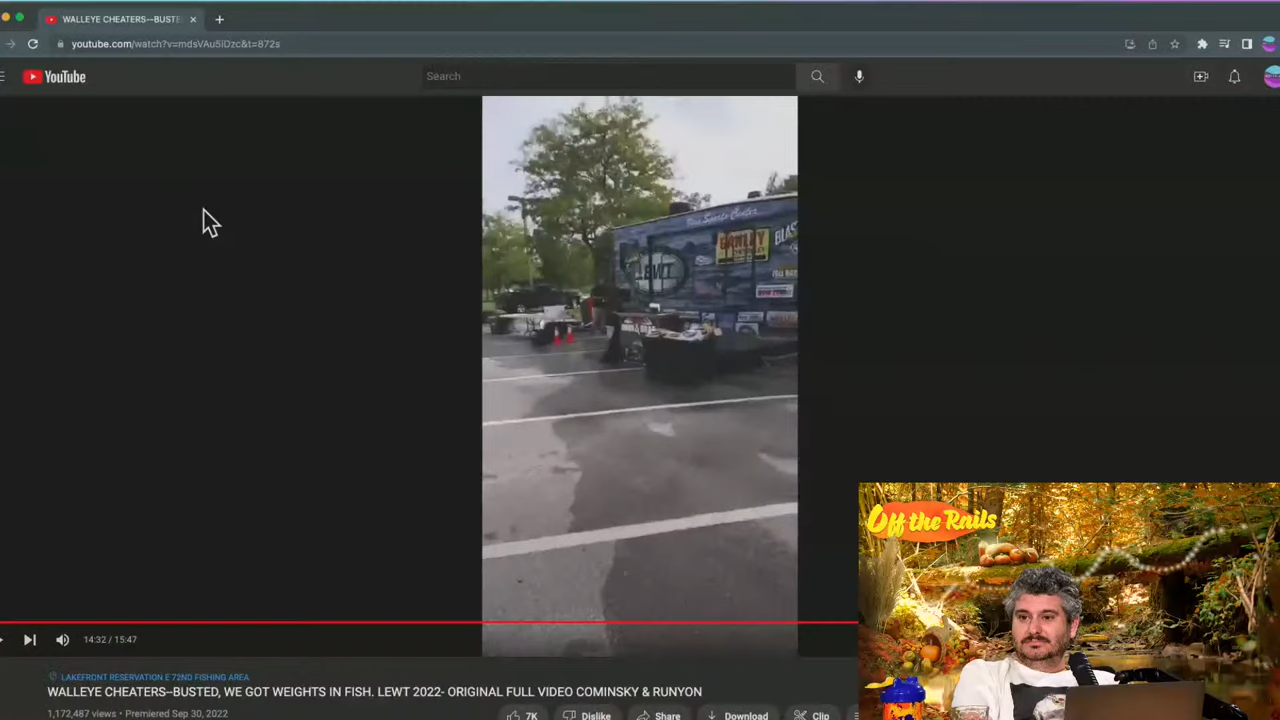 WALLEYE CHEATERS--BUST
youtube.com/watch?v=mdsVAu5iDzc&t=872s
YouTube
Search
GANLEY
BLAS
14:32 / 15:47
Off the Rails
LAKEFRONT RESERVATION E 72ND FISHING AREA
WALLEYE CHEATERS--BUSTED, WE GOT WEIGHTS IN FISH. LEWT 2022- ORIGINAL FULL VIDEO COMINSKY & RUNYON
1,172,487 views • Premiered Sep 30, 2022
7K
Dislike
Share
Download
Clip